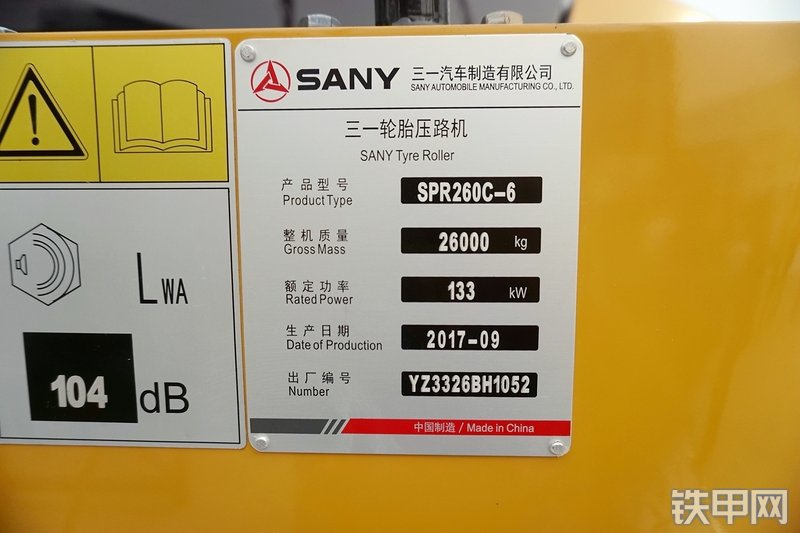 SANY 三一汽车制造有限公司
SANY AUTOMOBILE MANUFACTURING CO., LTD.
三一轮胎压路机
SANY Tyre Roller
产品型号
Product Type
SPR260C-6
整机质量
Gross Mass
26000 kg
额定功率
Rated Power
133 kW
生产日期
Date of Production
2017-09
出厂编号
Number
YZ3326BH1052
中国制造 / Made in China
LWA
104 dB
铁甲网